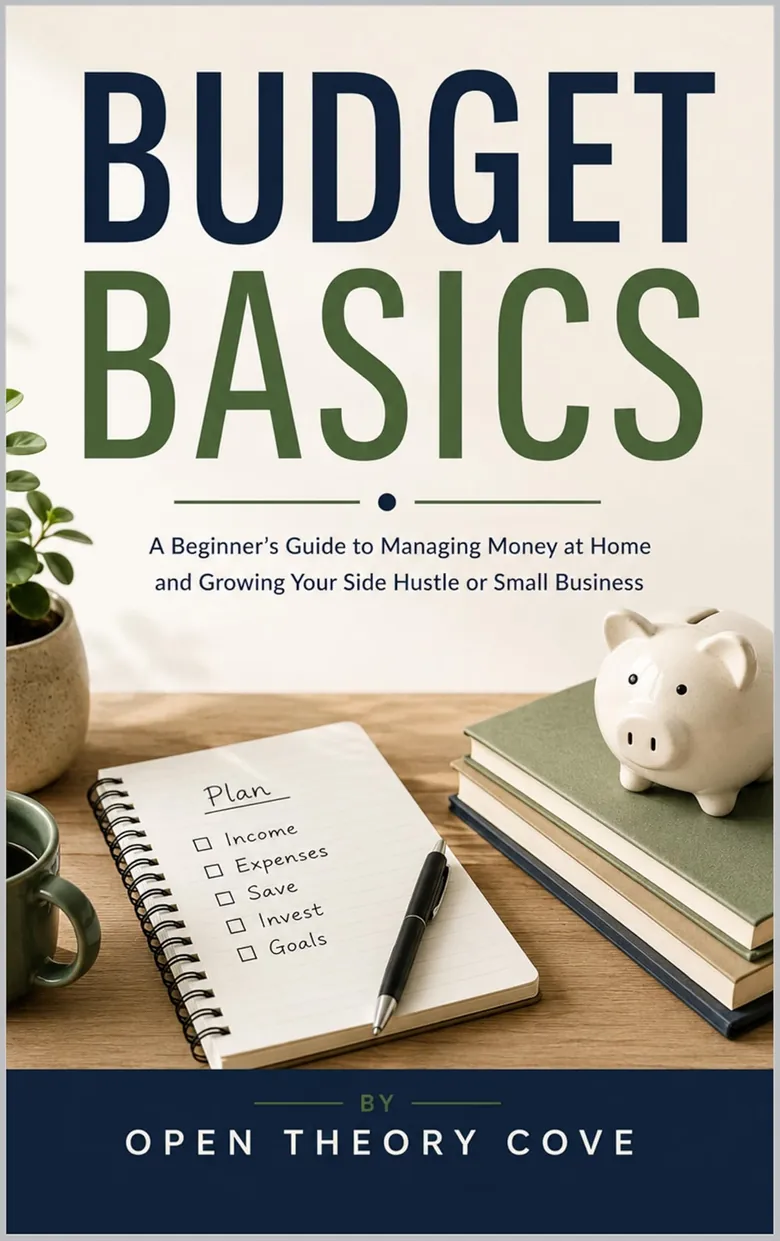 BUDGET
BASICS
A Beginner's Guide to Managing Money at Home
and Growing Your Side Hustle or Small Business
Plan
☐ Income
☐ Expenses
☐ Save
☐ Invest
☐ Goals
BY
OPEN THEORY COVE